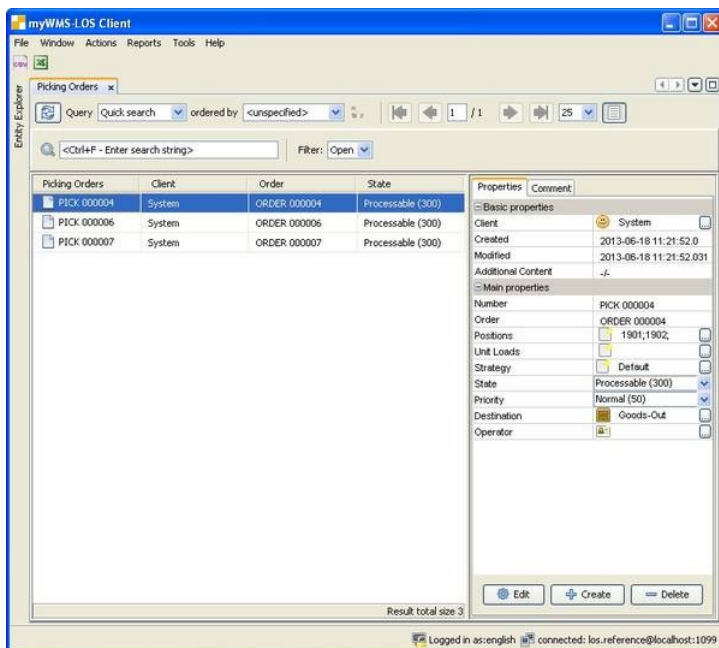 myWMS-LOS Client
File Window Actions Reports Tools Help
CSV
Entity Explorer
Picking Orders x
Query Quick search ordered by <unspecified> 1 / 1 25
<Ctrl+F - Enter search string> Filter: Open
Picking Orders Client Order State
PICK 000004 System ORDER 000004 Processable (300)
PICK 000006 System ORDER 000006 Processable (300)
PICK 000007 System ORDER 000007 Processable (300)
Result total size 3
Properties Comment
Basic properties
Client System
Created 2013-06-18 11:21:52.0
Modified 2013-06-18 11:21:52.031
Additional Content -/-
Main properties
Number PICK 000004
Order ORDER 000004
Positions 1901;1902;
Unit Loads
Strategy Default
State Processable (300)
Priority Normal (50)
Destination Goods-Out
Operator
Edit Create Delete
Logged in as:english connected: los.reference@localhost:1099